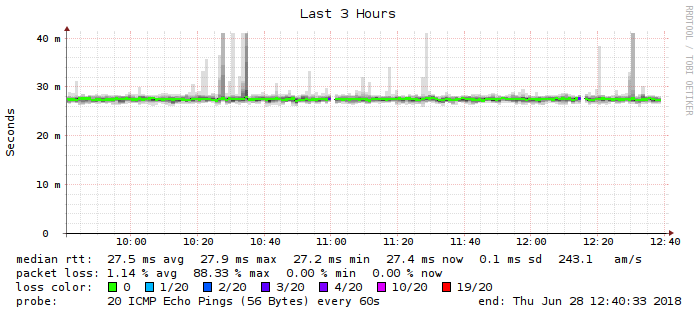 Last 3 Hours
RRDTOOL / TOBI OETIKER
Seconds
40 m
30 m
20 m
10 m
0
10:00 10:20 10:40 11:00 11:20 11:40 12:00 12:20 12:40
median rtt: 27.5 ms avg 27.9 ms max 27.2 ms min 27.4 ms now 0.1 ms sd 243.1 am/s
packet loss: 1.14 % avg 88.33 % max 0.00 % min 0.00 % now
loss color: 0 1/20 2/20 3/20 4/20 10/20 19/20
probe: 20 ICMP Echo Pings (56 Bytes) every 60s end: Thu Jun 28 12:40:33 2018